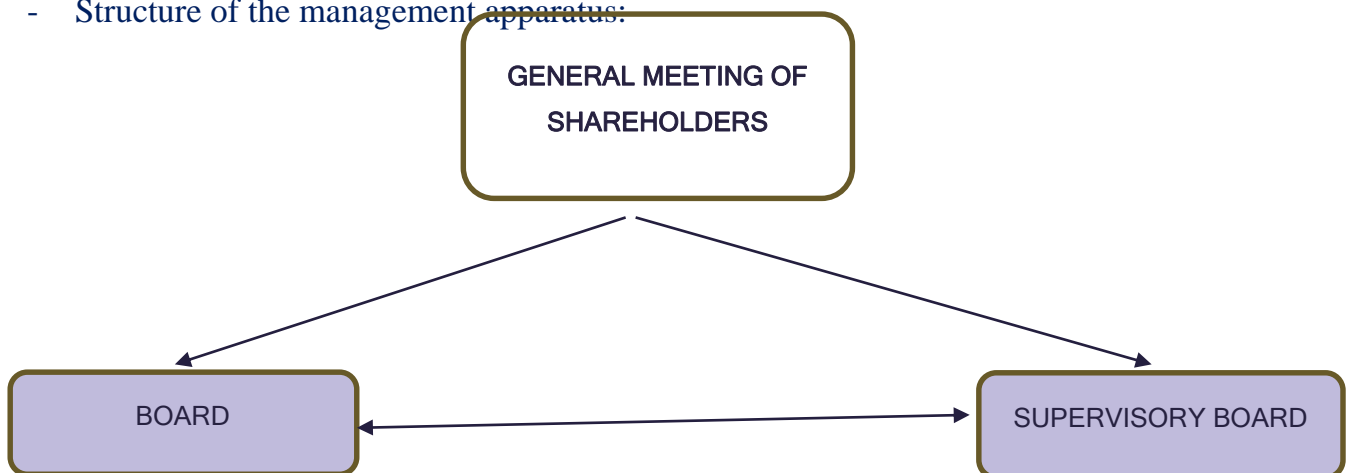 - Structure of the management apparatus:
GENERAL MEETING OF
SHAREHOLDERS
BOARD
SUPERVISORY BOARD